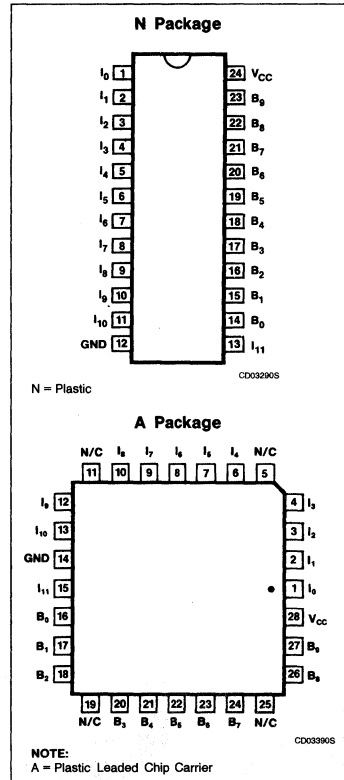 N Package
I0 1 24 VCC
I1 2 23 B9
I2 3 22 B8
I3 4 21 B7
I4 5 20 B6
I5 6 19 B5
I6 7 18 B4
I7 8 17 B3
I8 9 16 B2
I9 10 15 B1
I10 11 14 B0
GND 12 13 I11
CD03290S
N = Plastic
A Package
N/C I8 I7 I6 I5 I4 N/C
11 10 9 8 7 6 5
I9 12 4 I3
I10 13 3 I2
GND 14 2 I1
I11 15 1 I0
B0 16 28 VCC
B1 17 27 B9
B2 18 26 B8
19 20 21 22 23 24 25
N/C B3 B4 B5 B6 B7 N/C
CD03390S
NOTE:
A = Plastic Leaded Chip Carrier